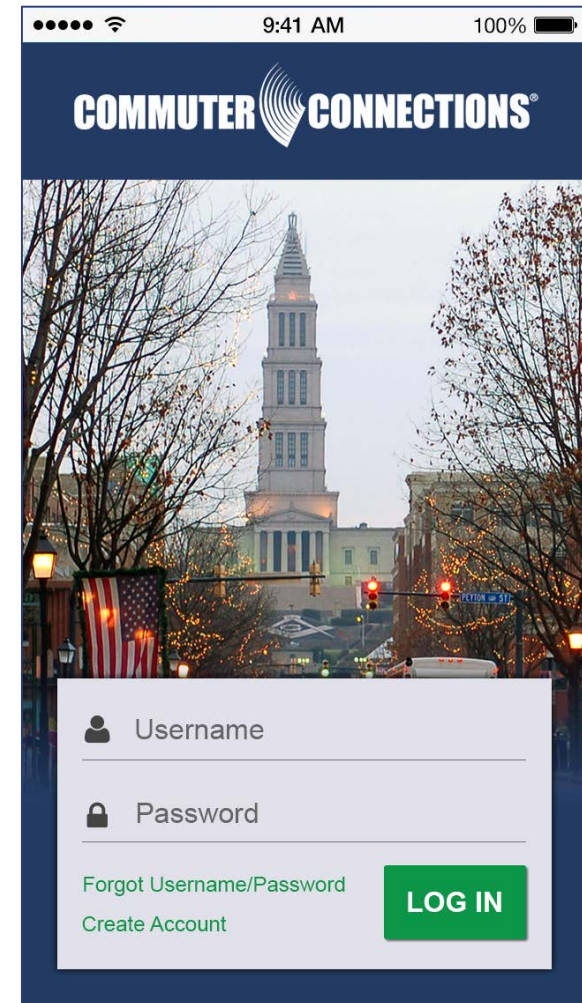 9:41 AM 100%
COMMUTER CONNECTIONS®
PEYTON ST
Username
Password
Forgot Username/Password
Create Account
LOG IN